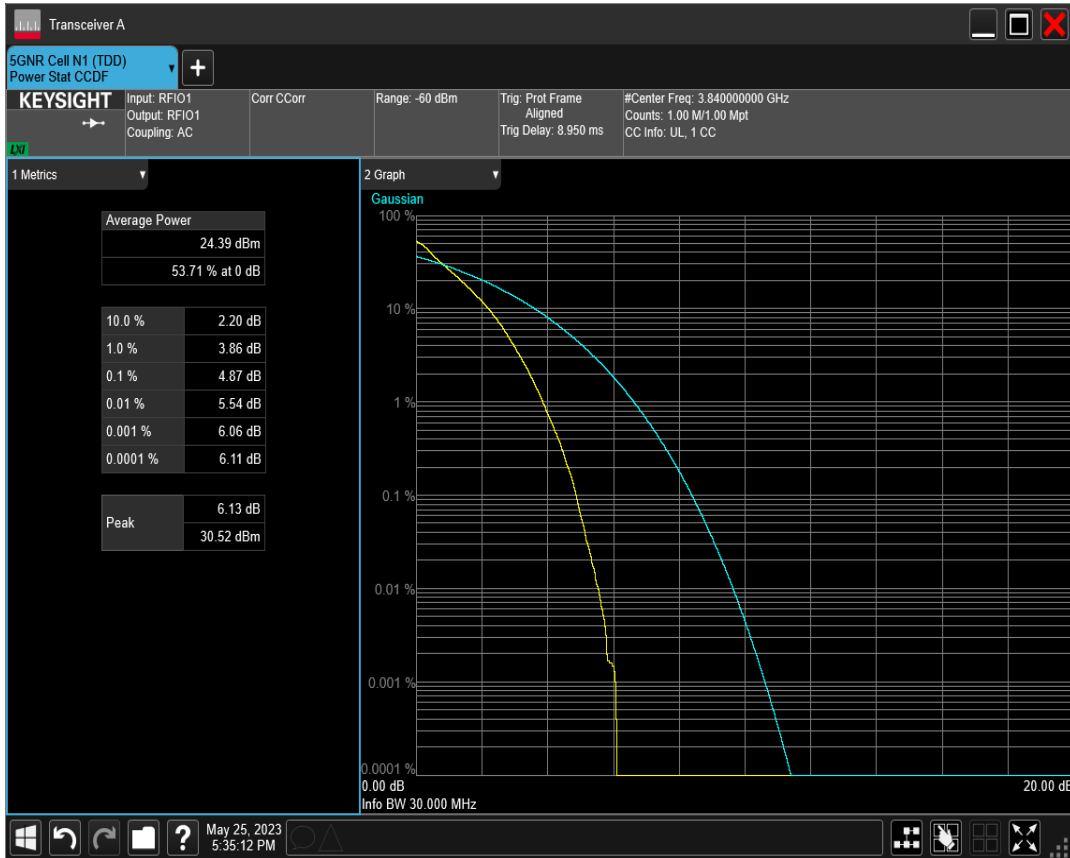 Transceiver A
5GNR Cell N1 (TDD)
Power Stat CCDF
+
KEYSIGHT
LXI
Input: RFIO1
Output: RFIO1
Coupling: AC
Corr CCorr
Range: -60 dBm
Trig: Prot Frame
Aligned
Trig Delay: 8.950 ms
#Center Freq: 3.840000000 GHz
Counts: 1.00 M/1.00 Mpt
CC Info: UL, 1 CC
1 Metrics
Average Power
24.39 dBm
53.71 % at 0 dB
10.0 % 2.20 dB
1.0 % 3.86 dB
0.1 % 4.87 dB
0.01 % 5.54 dB
0.001 % 6.06 dB
0.0001 % 6.11 dB
Peak
6.13 dB
30.52 dBm
2 Graph
Gaussian
100 %
10 %
1 %
0.1 %
0.01 %
0.001 %
0.0001 %
0.00 dB
20.00 dB
Info BW 30.000 MHz
?
May 25, 2023
5:35:12 PM